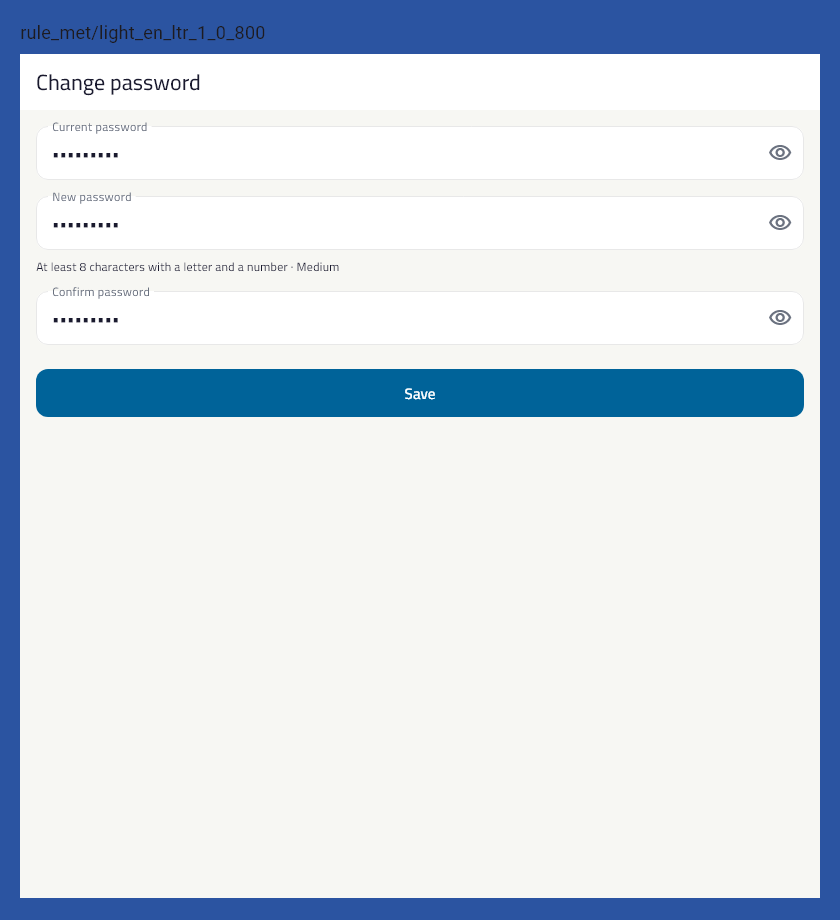 rule_met/light_en_ltr_1_0_800
Change password
Current password
▪▪▪▪▪▪▪▪▪
New password
▪▪▪▪▪▪▪▪▪
At least 8 characters with a letter and a number · Medium
Confirm password
▪▪▪▪▪▪▪▪▪
Save